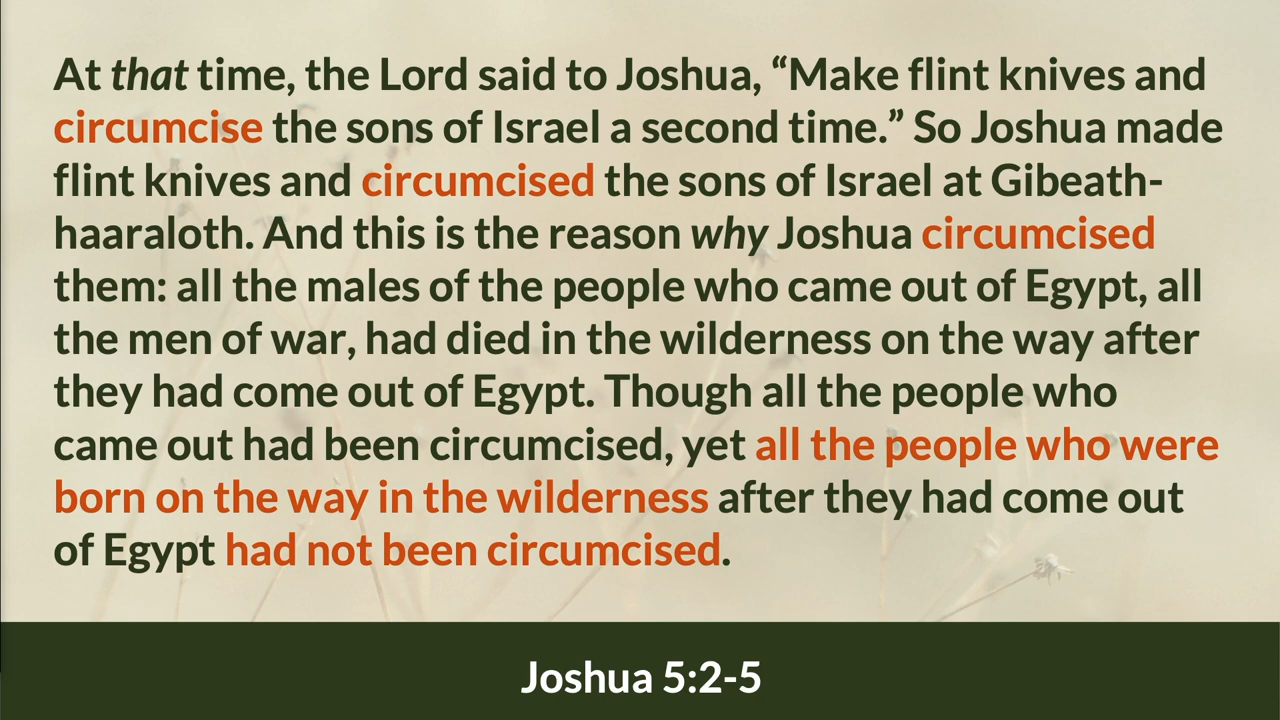 At that time, the Lord said to Joshua, “Make flint knives and
circumcise the sons of Israel a second time.” So Joshua made
flint knives and circumcised the sons of Israel at Gibeath-
haaraloth. And this is the reason why Joshua circumcised
them: all the males of the people who came out of Egypt, all
the men of war, had died in the wilderness on the way after
they had come out of Egypt. Though all the people who
came out had been circumcised, yet all the people who were
born on the way in the wilderness after they had come out
of Egypt had not been circumcised.
Joshua 5:2-5